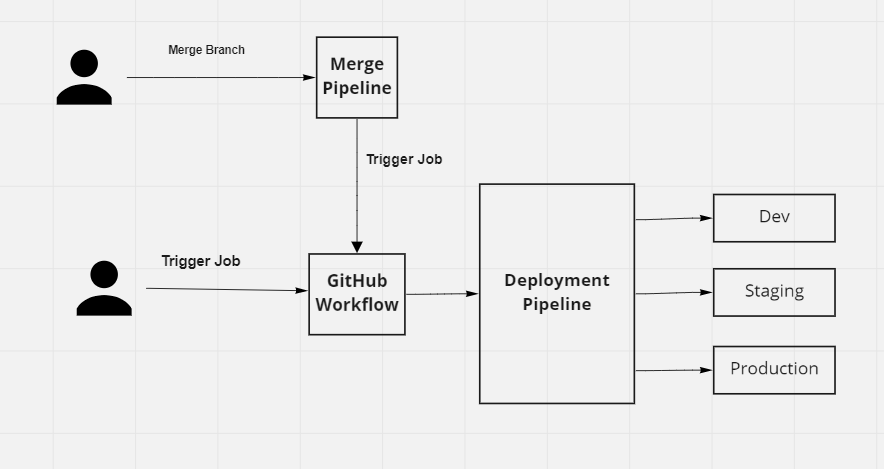 Merge Branch
Merge
Pipeline
Trigger Job
Trigger Job
GitHub
Workflow
Deployment
Pipeline
Dev
Staging
Production